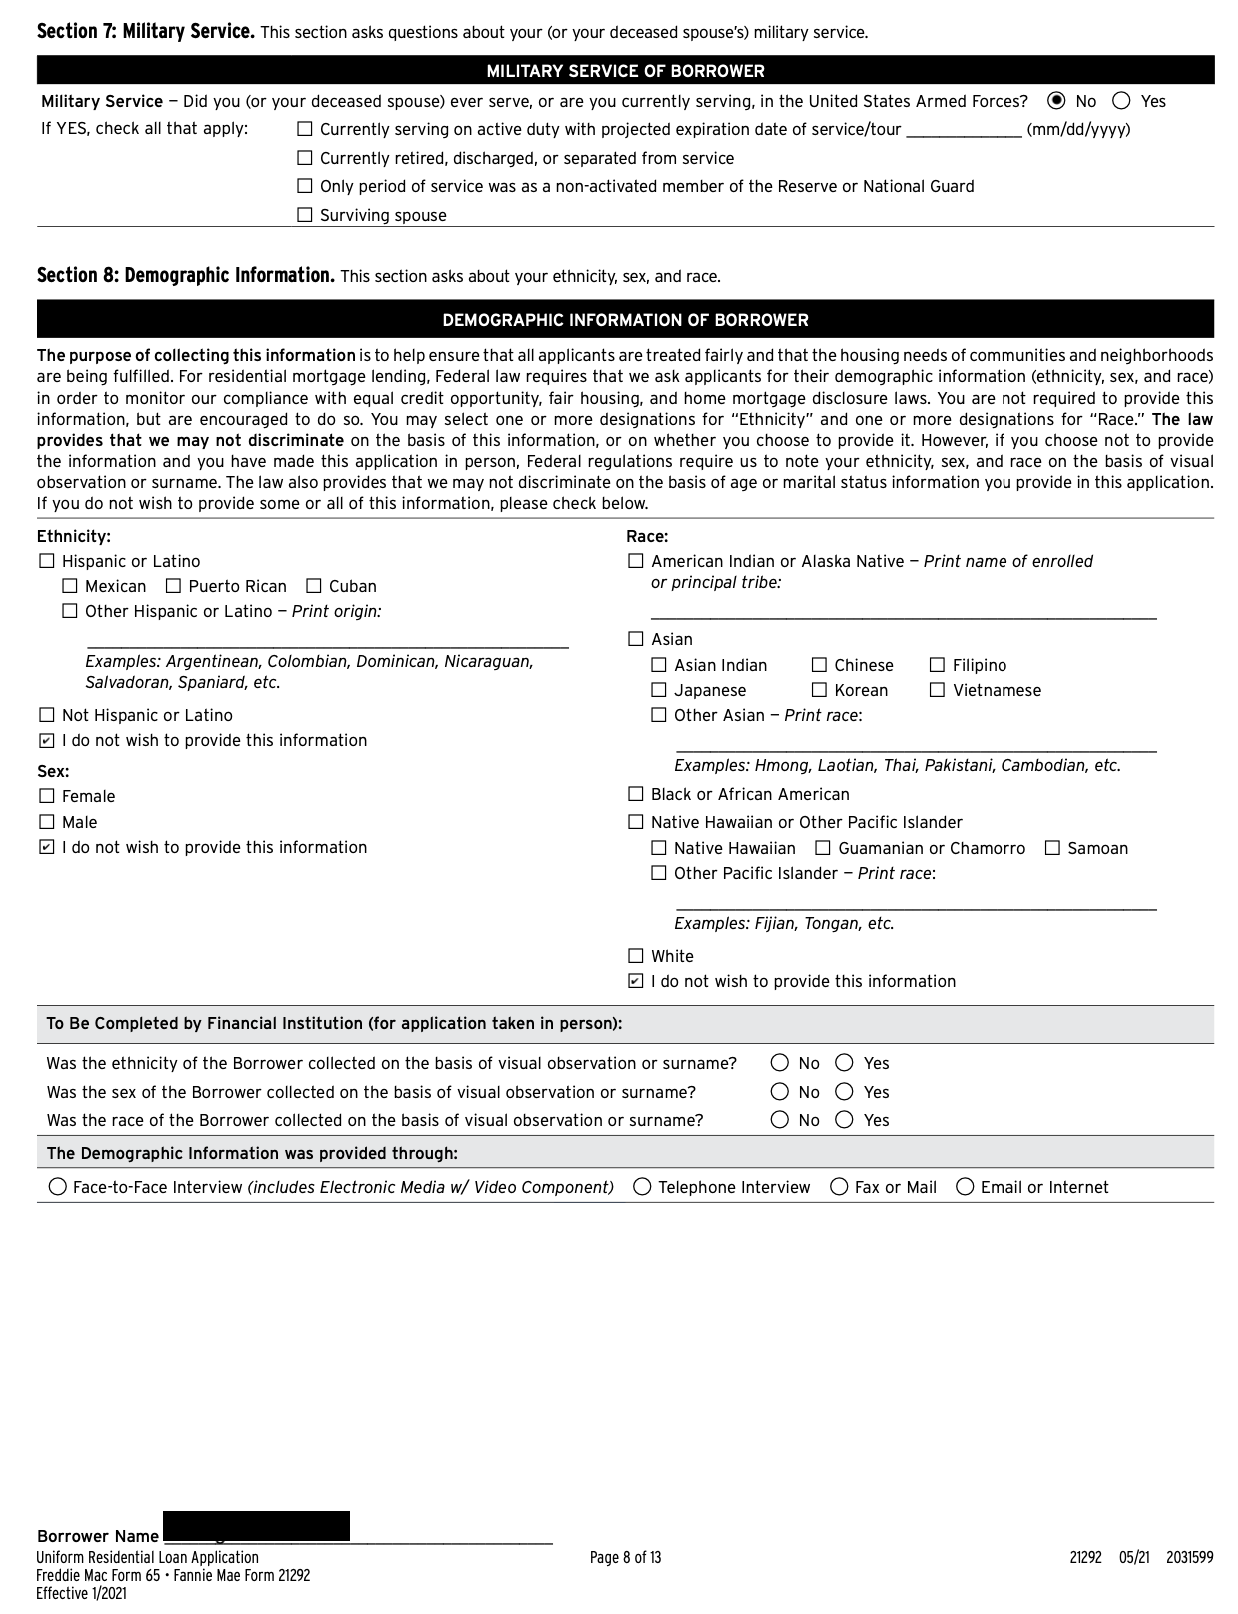 Section 7: Military Service. This section asks questions about your (or your deceased spouse's) military service.
MILITARY SERVICE OF BORROWER
Military Service – Did you (or your deceased spouse) ever serve, or are you currently serving, in the United States Armed Forces? No Yes
If YES, check all that apply: Currently serving on active duty with projected expiration date of service/tour ______________ (mm/dd/yyyy)
Currently retired, discharged, or separated from service
Only period of service was as a non-activated member of the Reserve or National Guard
Surviving spouse
Section 8: Demographic Information. This section asks about your ethnicity, sex, and race.
DEMOGRAPHIC INFORMATION OF BORROWER
The purpose of collecting this information is to help ensure that all applicants are treated fairly and that the housing needs of communities and neighborhoods
are being fulfilled. For residential mortgage lending, Federal law requires that we ask applicants for their demographic information (ethnicity, sex, and race)
in order to monitor our compliance with equal credit opportunity, fair housing, and home mortgage disclosure laws. You are not required to provide this
information, but are encouraged to do so. You may select one or more designations for “Ethnicity” and one or more designations for “Race.” The law
provides that we may not discriminate on the basis of this information, or on whether you choose to provide it. However, if you choose not to provide
the information and you have made this application in person, Federal regulations require us to note your ethnicity, sex, and race on the basis of visual
observation or surname. The law also provides that we may not discriminate on the basis of age or marital status information you provide in this application.
If you do not wish to provide some or all of this information, please check below.
Ethnicity:
Hispanic or Latino
Mexican Puerto Rican Cuban
Other Hispanic or Latino – Print origin:
Examples: Argentinean, Colombian, Dominican, Nicaraguan,
Salvadoran, Spaniard, etc.
Not Hispanic or Latino
I do not wish to provide this information
Sex:
Female
Male
I do not wish to provide this information
Race:
American Indian or Alaska Native – Print name of enrolled
or principal tribe:
Asian
Asian Indian Chinese Filipino
Japanese Korean Vietnamese
Other Asian – Print race:
Examples: Hmong, Laotian, Thai, Pakistani, Cambodian, etc.
Black or African American
Native Hawaiian or Other Pacific Islander
Native Hawaiian Guamanian or Chamorro Samoan
Other Pacific Islander – Print race:
Examples: Fijian, Tongan, etc.
White
I do not wish to provide this information
To Be Completed by Financial Institution (for application taken in person):
Was the ethnicity of the Borrower collected on the basis of visual observation or surname? No Yes
Was the sex of the Borrower collected on the basis of visual observation or surname? No Yes
Was the race of the Borrower collected on the basis of visual observation or surname? No Yes
The Demographic Information was provided through:
Face-to-Face Interview (includes Electronic Media w/ Video Component) Telephone Interview Fax or Mail Email or Internet
Borrower Name
Uniform Residential Loan Application Page 8 of 13 21292 05/21 2031599
Freddie Mac Form 65 • Fannie Mae Form 21292
Effective 1/2021